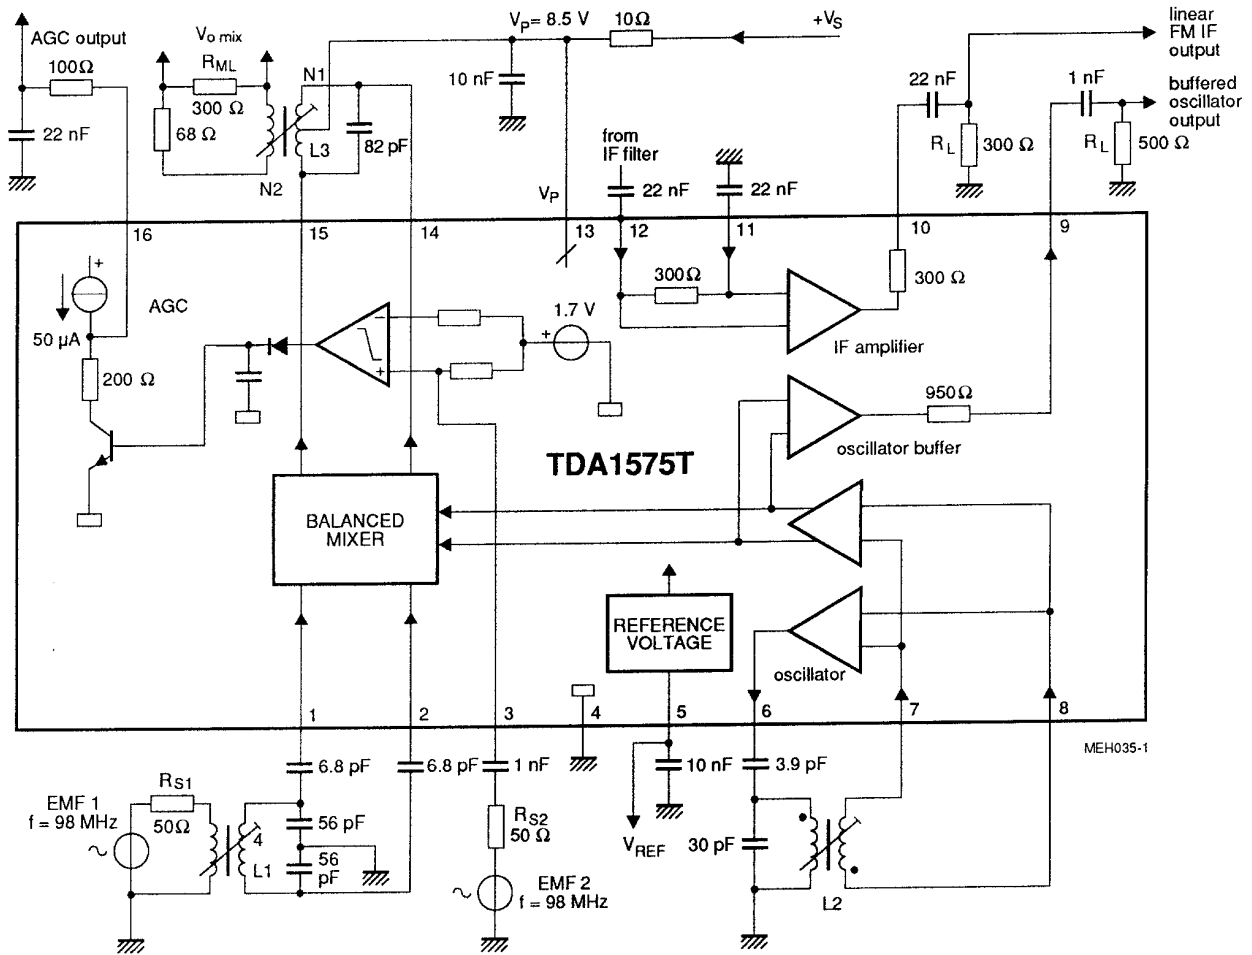 AGC output
100Ω
22 nF
V_o mix
R_ML
300 Ω
68 Ω
N1
L3
N2
82 pF
V_P = 8.5 V
10Ω
+V_S
10 nF
V_P
from
IF filter
22 nF
22 nF
22 nF
R_L
300 Ω
linear
FM IF
output
1 nF
buffered
oscillator
output
R_L
500 Ω
16
15
14
13
12
11
10
9
+
50 µA
AGC
200 Ω
−
+
+
1.7 V
300Ω
300 Ω
IF amplifier
950Ω
oscillator buffer
TDA1575T
BALANCED
MIXER
REFERENCE
VOLTAGE
oscillator
1
2
3
4
5
6
7
8
MEH035-1
6.8 pF
6.8 pF
1 nF
10 nF
3.9 pF
EMF 1
f = 98 MHz
~
R_S1
50Ω
4
L1
56 pF
56
pF
R_S2
50 Ω
~
EMF 2
f = 98 MHz
V_REF
30 pF
L2